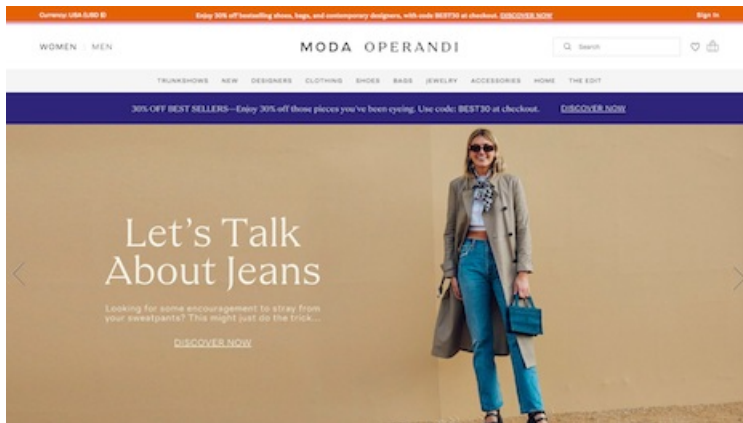 Currency: USA (USD $)
Enjoy 30% off bestselling shoes, bags, and contemporary designers, with code BEST30 at checkout. DISCOVER NOW
Sign In
WOMEN | MEN
MODA OPERANDI
Search
TRUNKSHOWS NEW DESIGNERS CLOTHING SHOES BAGS JEWELRY ACCESSORIES HOME THE EDIT
30% OFF BEST SELLERS—Enjoy 30% off those pieces you've been eyeing. Use code: BEST30 at checkout. DISCOVER NOW
Let's Talk
About Jeans
Looking for some encouragement to stray from
your sweatpants? This might just do the trick...
DISCOVER NOW